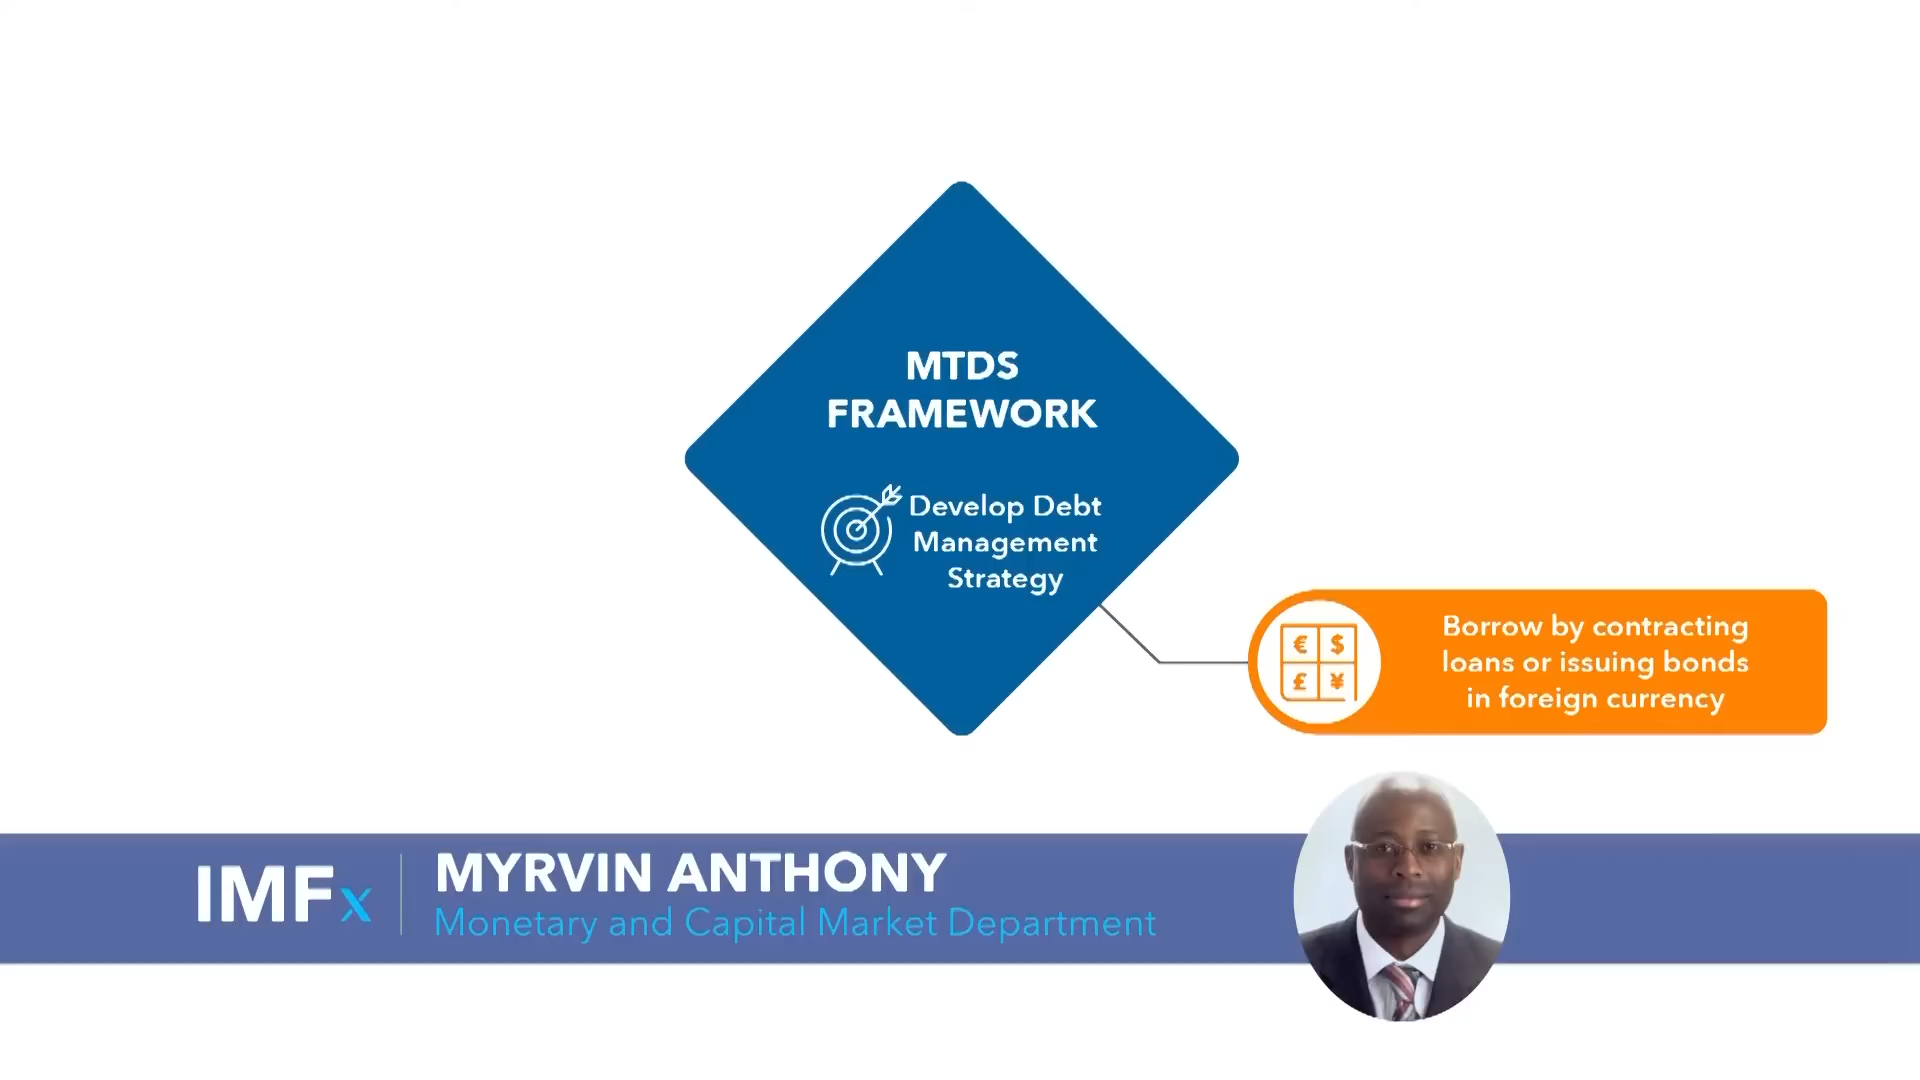 MTDS
FRAMEWORK
Develop Debt
Management
Strategy
€ $
£ ¥
Borrow by contracting
loans or issuing bonds
in foreign currency
IMFx
MYRVIN ANTHONY
Monetary and Capital Market Department